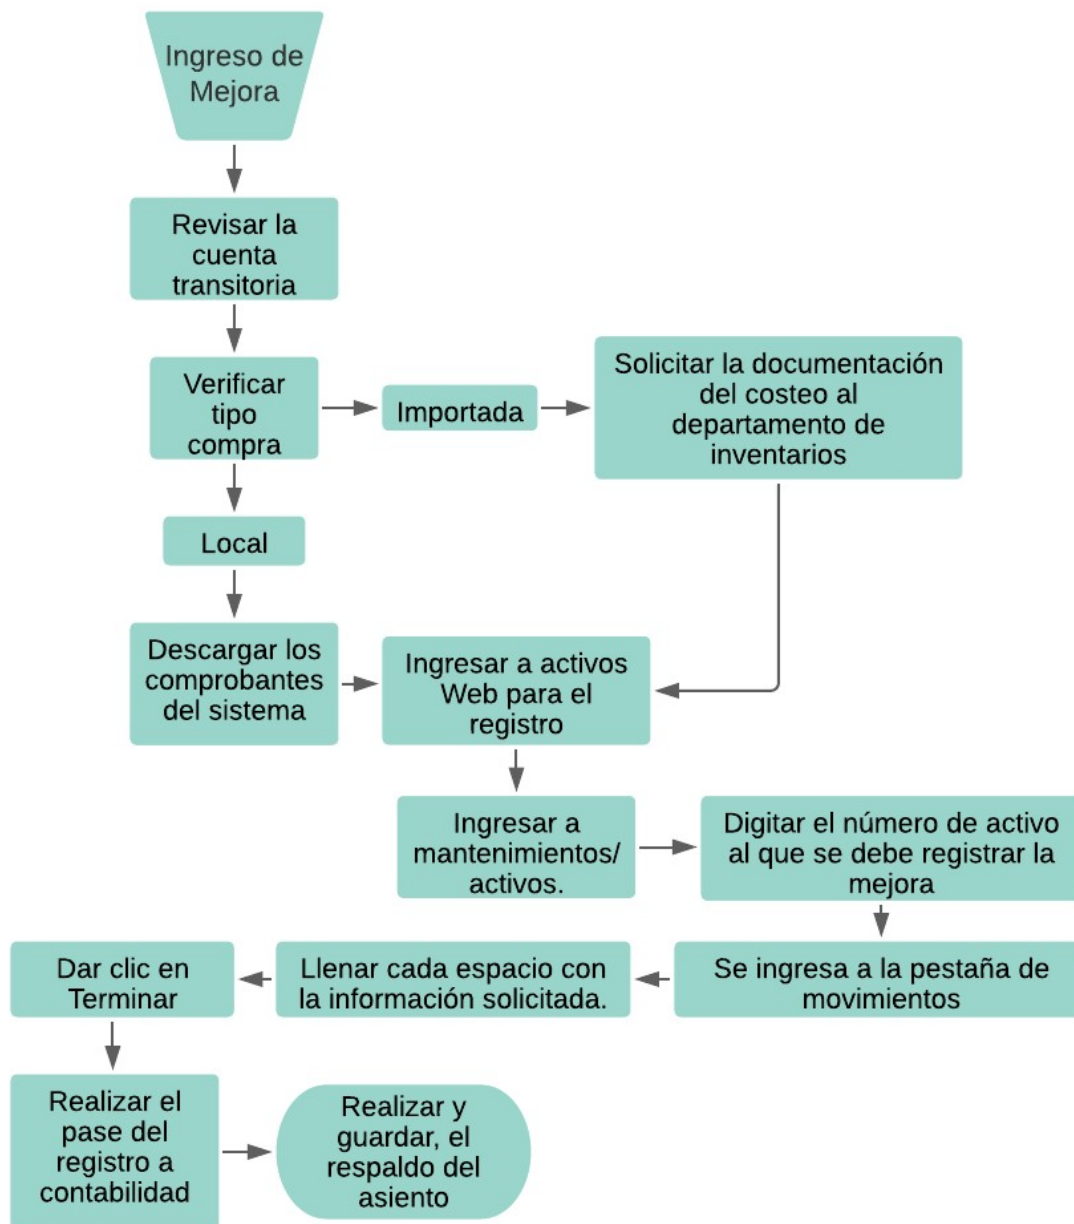 Ingreso de
Mejora
Revisar la
cuenta
transitoria
Verificar
tipo
compra
Importada
Solicitar la documentación
del costeo al
departamento de
inventarios
Local
Descargar los
comprobantes
del sistema
Ingresar a activos
Web para el
registro
Ingresar a
mantenimientos/
activos.
Digitar el número de activo
al que se debe registrar la
mejora
Se ingresa a la pestaña de
movimientos
Llenar cada espacio con
la información solicitada.
Dar clic en
Terminar
Realizar el
pase del
registro a
contabilidad
Realizar y
guardar, el
respaldo del
asiento